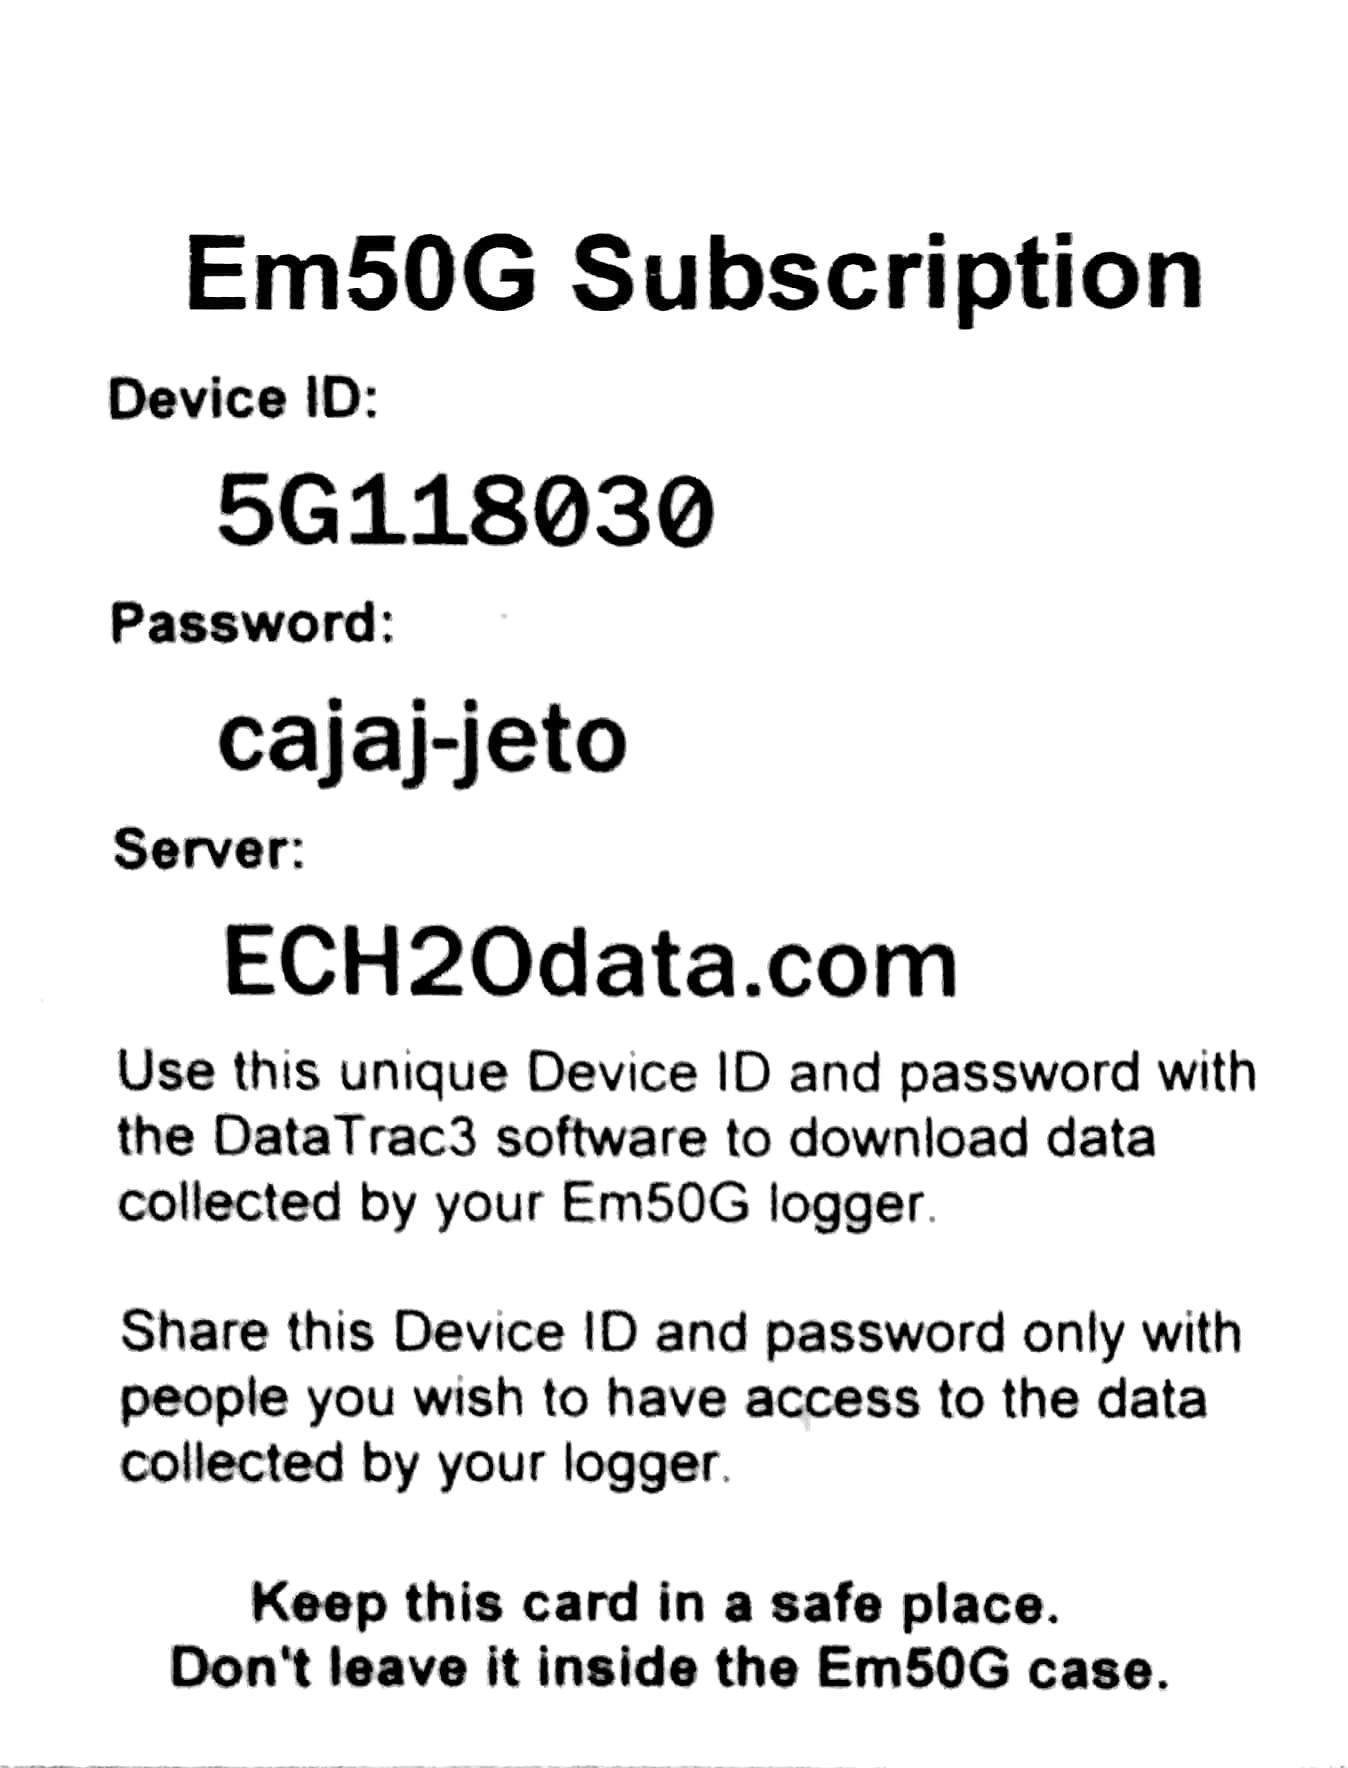 Em50G Subscription
Device ID:
5G118030
Password:
cajaj-jeto
Server:
ECH2Odata.com
Use this unique Device ID and password with
the DataTrac3 software to download data
collected by your Em50G logger.
Share this Device ID and password only with
people you wish to have access to the data
collected by your logger.
Keep this card in a safe place.
Don't leave it inside the Em50G case.